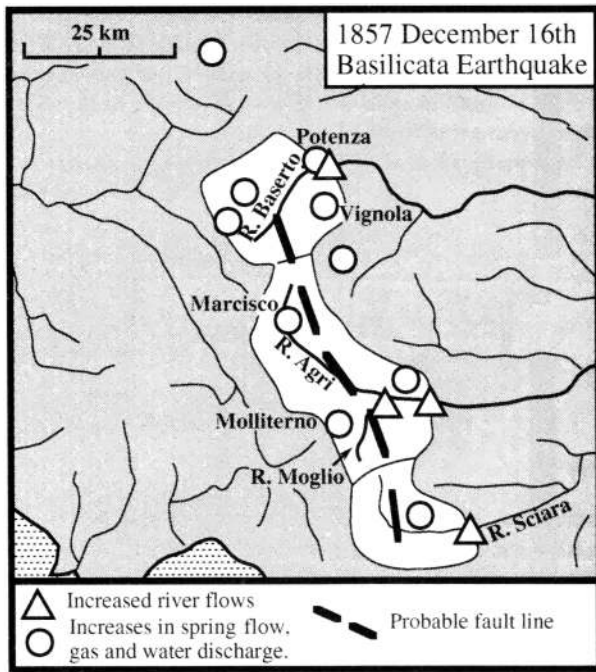 25 km
1857 December 16th
Basilicata Earthquake
Potenza
R. Baserto
Vignola
Marcisco
R. Agri
Molliterno
R. Moglio
R. Sciara
Increased river flows
Increases in spring flow,
gas and water discharge.
Probable fault line